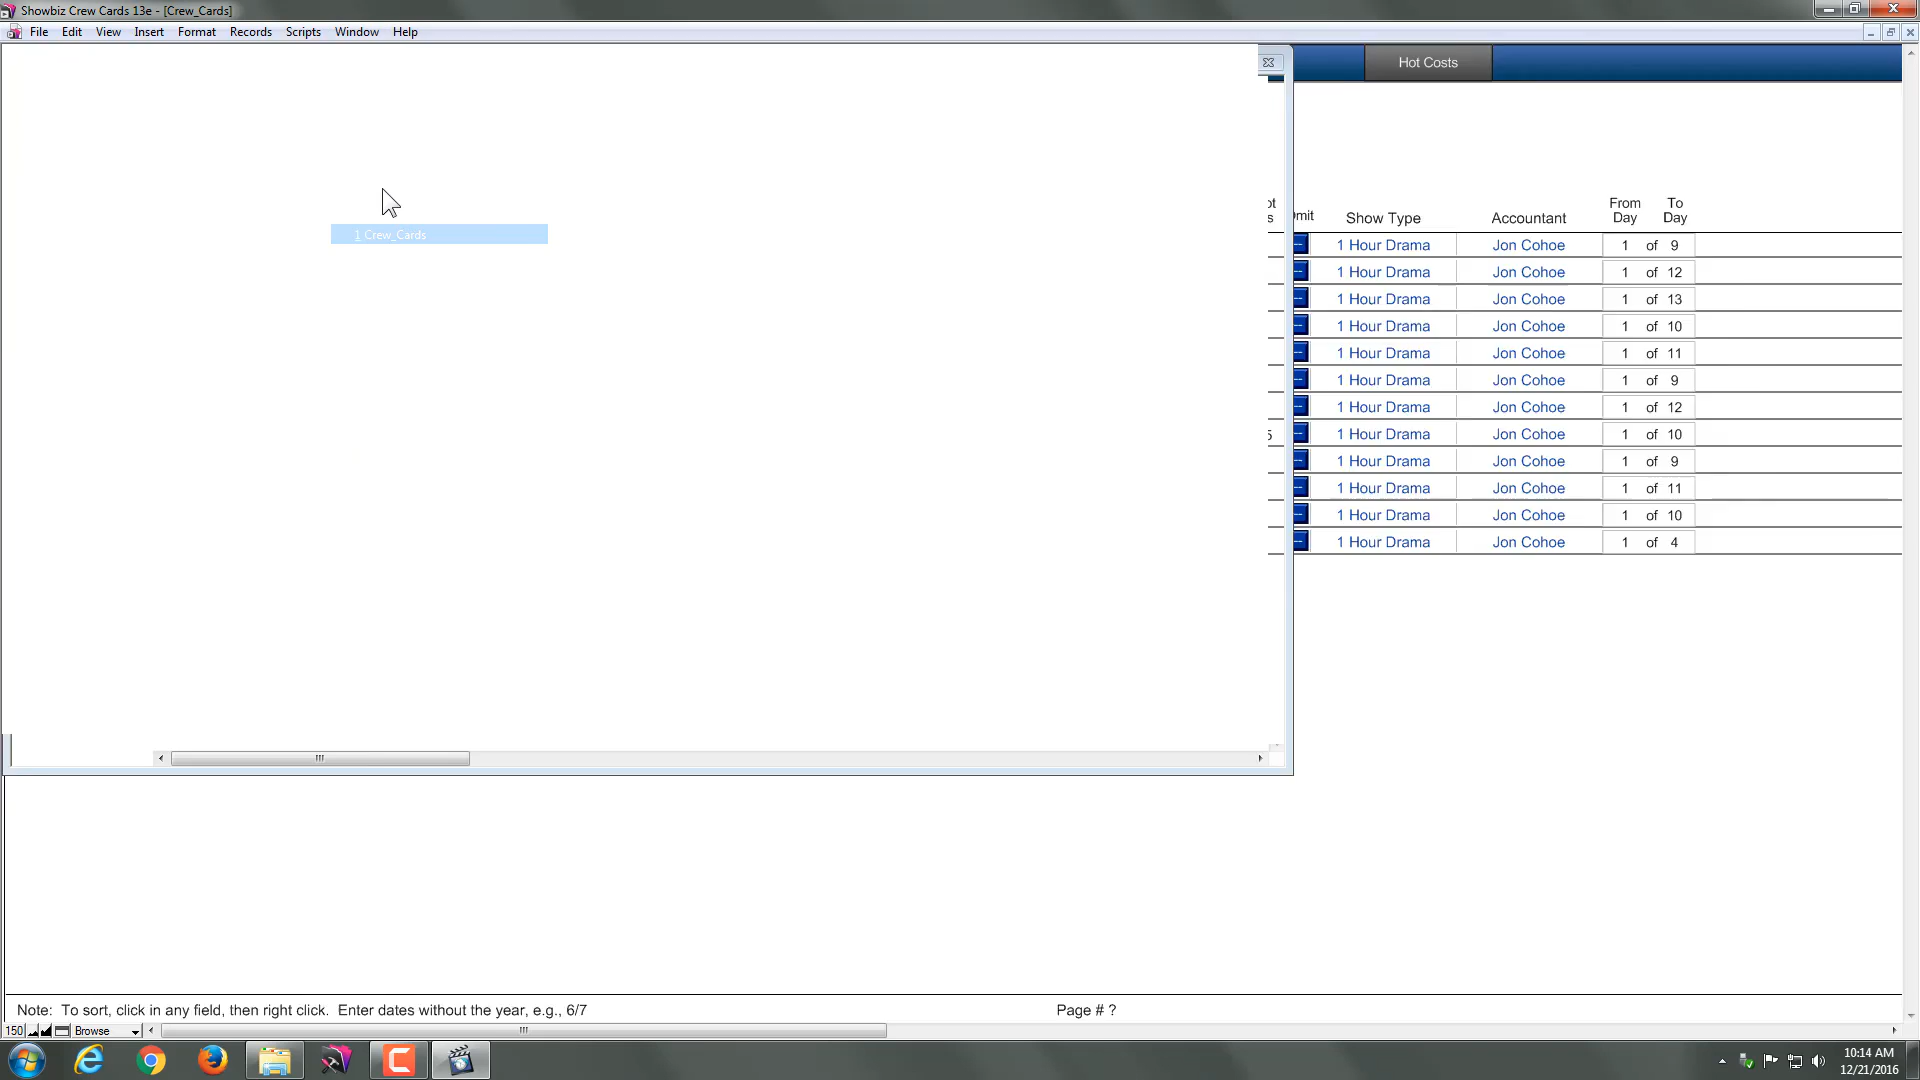 Showbiz Crew Cards 13e - [Crew_Cards]
File Edit View Insert Format Records Scripts Window Help
Hot Costs
From To
Show Type Accountant Day Day
1 Crew_Cards
1 Hour Drama Jon Cohoe 1 of 9
1 Hour Drama Jon Cohoe 1 of 12
1 Hour Drama Jon Cohoe 1 of 13
1 Hour Drama Jon Cohoe 1 of 10
1 Hour Drama Jon Cohoe 1 of 11
1 Hour Drama Jon Cohoe 1 of 9
1 Hour Drama Jon Cohoe 1 of 12
5 1 Hour Drama Jon Cohoe 1 of 10
1 Hour Drama Jon Cohoe 1 of 9
1 Hour Drama Jon Cohoe 1 of 11
1 Hour Drama Jon Cohoe 1 of 10
1 Hour Drama Jon Cohoe 1 of 4
Note: To sort, click in any field, then right click. Enter dates without the year, e.g., 6/7 Page # ?
150 Browse
10:14 AM
12/21/2016